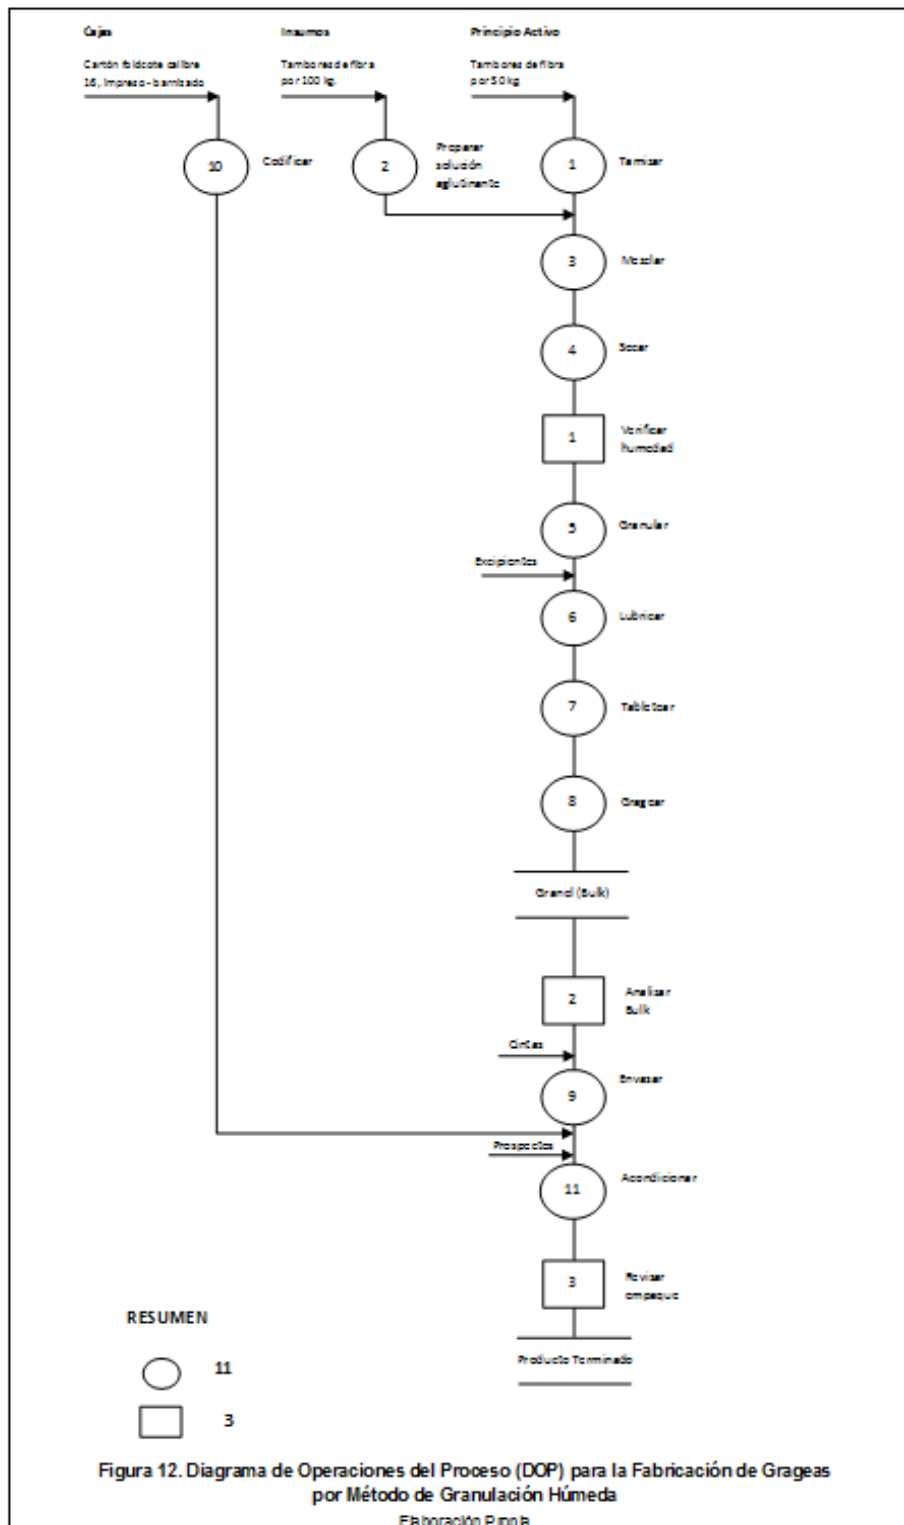 Cajas
Cartón foldcote calibre
16, impreso - barnizado
Insumos
Tambores de fibra
por 100 kg.
Principio Activo
Tambores de fibra
por 50 kg
10
Codificar
2
Preparar
solución
aglutinante
1
Tamizar
3
Mezclar
4
Secar
1
Verificar
humedad
5
Granular
Excipientes
6
Lubricar
7
Tabletear
8
Gragear
Granel (Bulk)
2
Analizar
Bulk
Cintas
9
Envasar
Prospectos
11
Acondicionar
3
Revisar
empaque
Producto Terminado
RESUMEN
11
3
Figura 12. Diagrama de Operaciones del Proceso (DOP) para la Fabricación de Grageas
por Método de Granulación Húmeda
Elaboración Propia